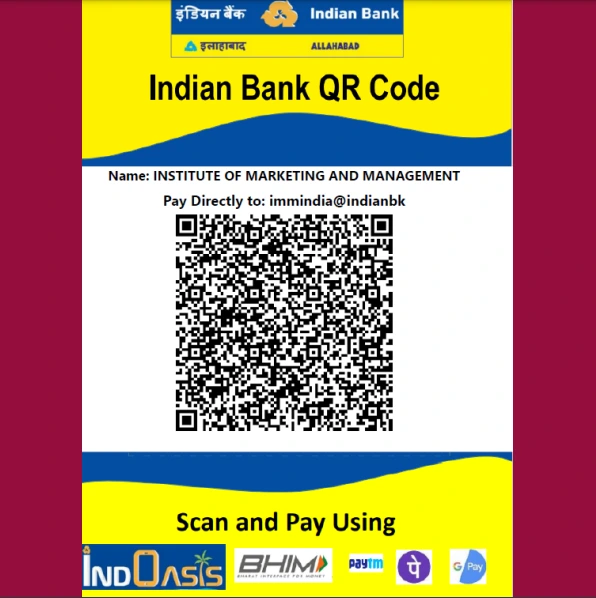 इंडियन बैंक Indian Bank
इलाहाबाद ALLAHABAD
Indian Bank QR Code
Name: INSTITUTE OF MARKETING AND MANAGEMENT
Pay Directly to: immindia@indianbk
Scan and Pay Using
INDOASIS BHIM Paytm पे G Pay
BHARAT INTERFACE FOR MONEY